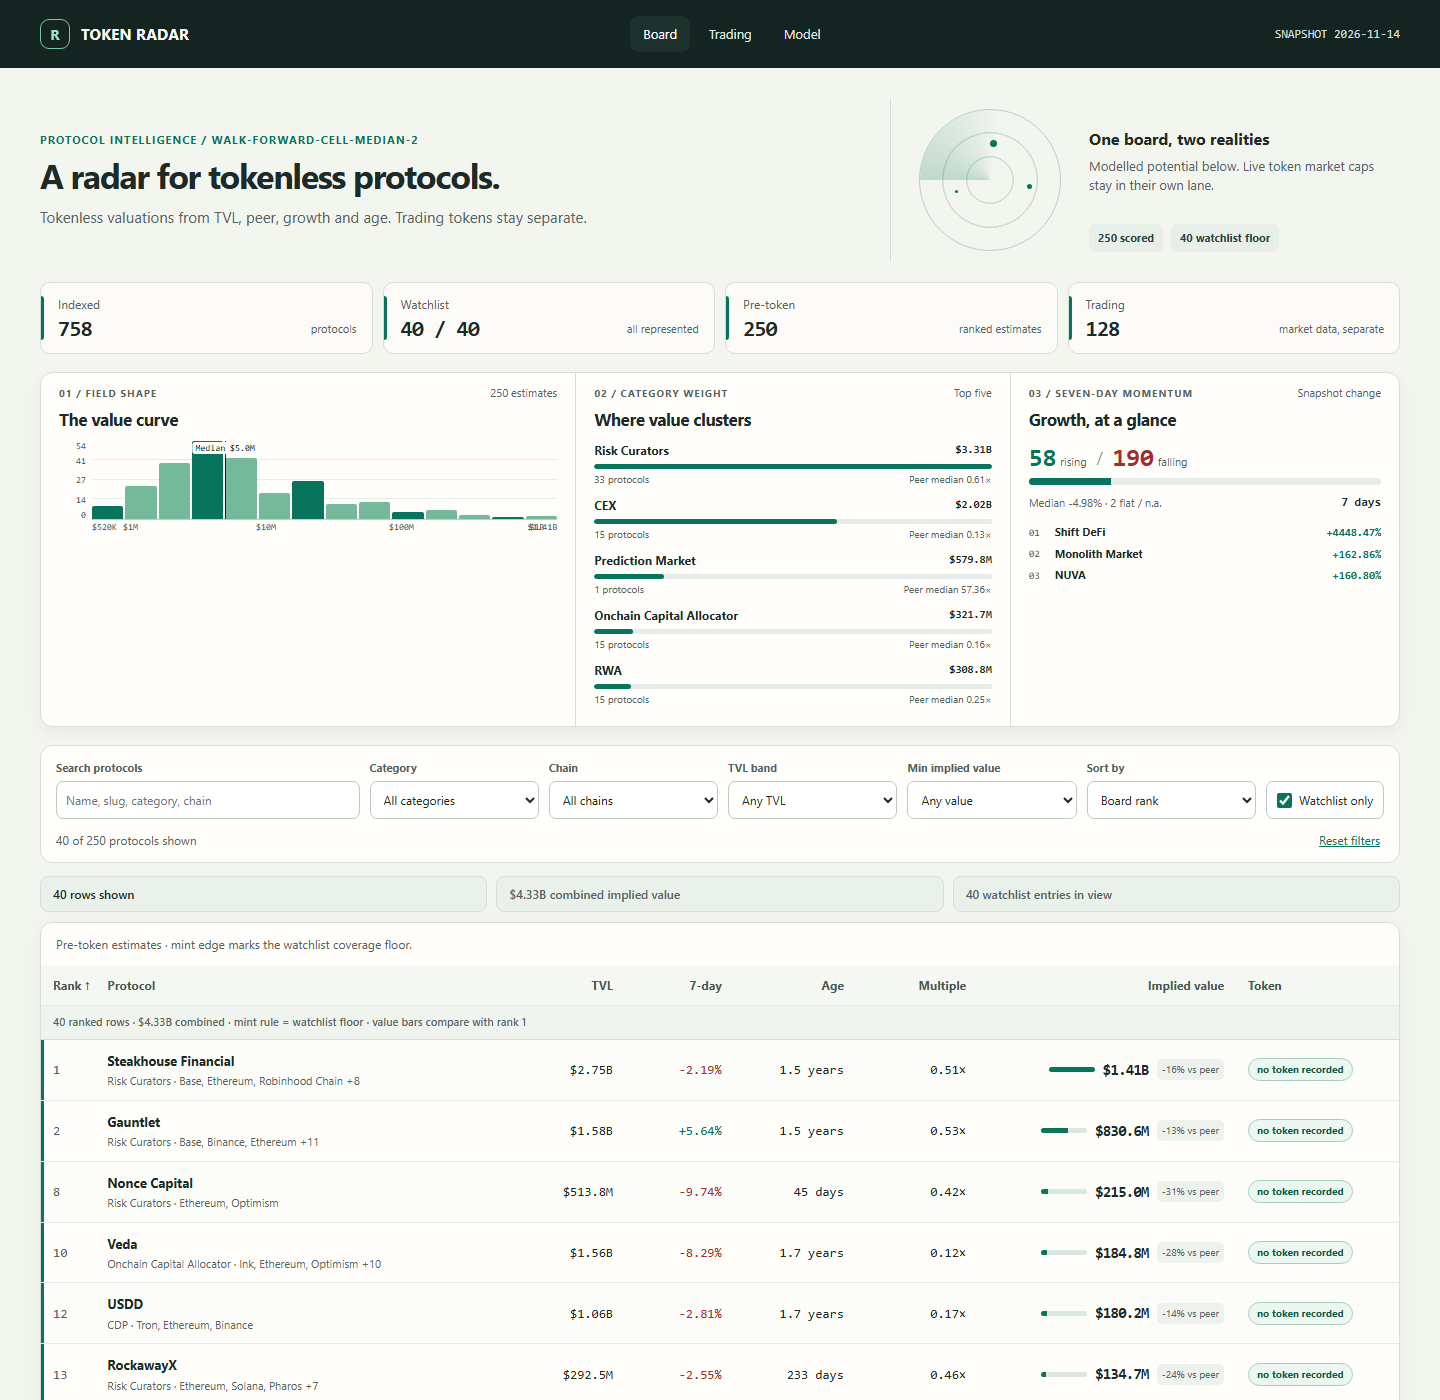 R TOKEN RADAR
Board Trading Model
SNAPSHOT 2026-11-14
PROTOCOL INTELLIGENCE / WALK-FORWARD-CELL-MEDIAN-2
A radar for tokenless protocols.
Tokenless valuations from TVL, peer, growth and age. Trading tokens stay separate.
One board, two realities
Modelled potential below. Live token market caps
stay in their own lane.
250 scored 40 watchlist floor
Indexed
758 protocols
Watchlist
40 / 40 all represented
Pre-token
250 ranked estimates
Trading
128 market data, separate
01 / FIELD SHAPE 250 estimates
The value curve
54
41
27
14
0
Median $5.0M
$520K $1M $10M $100M $1.41B
02 / CATEGORY WEIGHT Top five
Where value clusters
Risk Curators $3.31B
33 protocols Peer median 0.61×
CEX $2.02B
15 protocols Peer median 0.13×
Prediction Market $579.8M
1 protocols Peer median 57.36×
Onchain Capital Allocator $321.7M
15 protocols Peer median 0.16×
RWA $308.8M
15 protocols Peer median 0.25×
03 / SEVEN-DAY MOMENTUM Snapshot change
Growth, at a glance
58 rising / 190 falling
Median -4.98% · 2 flat / n.a. 7 days
01 Shift DeFi +4448.47%
02 Monolith Market +162.86%
03 NUVA +160.80%
Search protocols Category Chain TVL band Min implied value Sort by
Name, slug, category, chain All categories All chains Any TVL Any value Board rank Watchlist only
40 of 250 protocols shown Reset filters
40 rows shown $4.33B combined implied value 40 watchlist entries in view
Pre-token estimates · mint edge marks the watchlist coverage floor.
Rank ↑ Protocol TVL 7-day Age Multiple Implied value Token
40 ranked rows · $4.33B combined · mint rule = watchlist floor · value bars compare with rank 1
1 Steakhouse Financial $2.75B -2.19% 1.5 years 0.51× $1.41B -16% vs peer no token recorded
Risk Curators · Base, Ethereum, Robinhood Chain +8
2 Gauntlet $1.58B +5.64% 1.5 years 0.53× $830.6M -13% vs peer no token recorded
Risk Curators · Base, Binance, Ethereum +11
8 Nonce Capital $513.8M -9.74% 45 days 0.42× $215.0M -31% vs peer no token recorded
Risk Curators · Ethereum, Optimism
10 Veda $1.56B -8.29% 1.7 years 0.12× $184.8M -28% vs peer no token recorded
Onchain Capital Allocator · Ink, Ethereum, Optimism +10
12 USDD $1.06B -2.81% 1.7 years 0.17× $180.2M -14% vs peer no token recorded
CDP · Tron, Ethereum, Binance
13 RockawayX $292.5M -2.55% 233 days 0.46× $134.7M -24% vs peer no token recorded
Risk Curators · Ethereum, Solana, Pharos +7